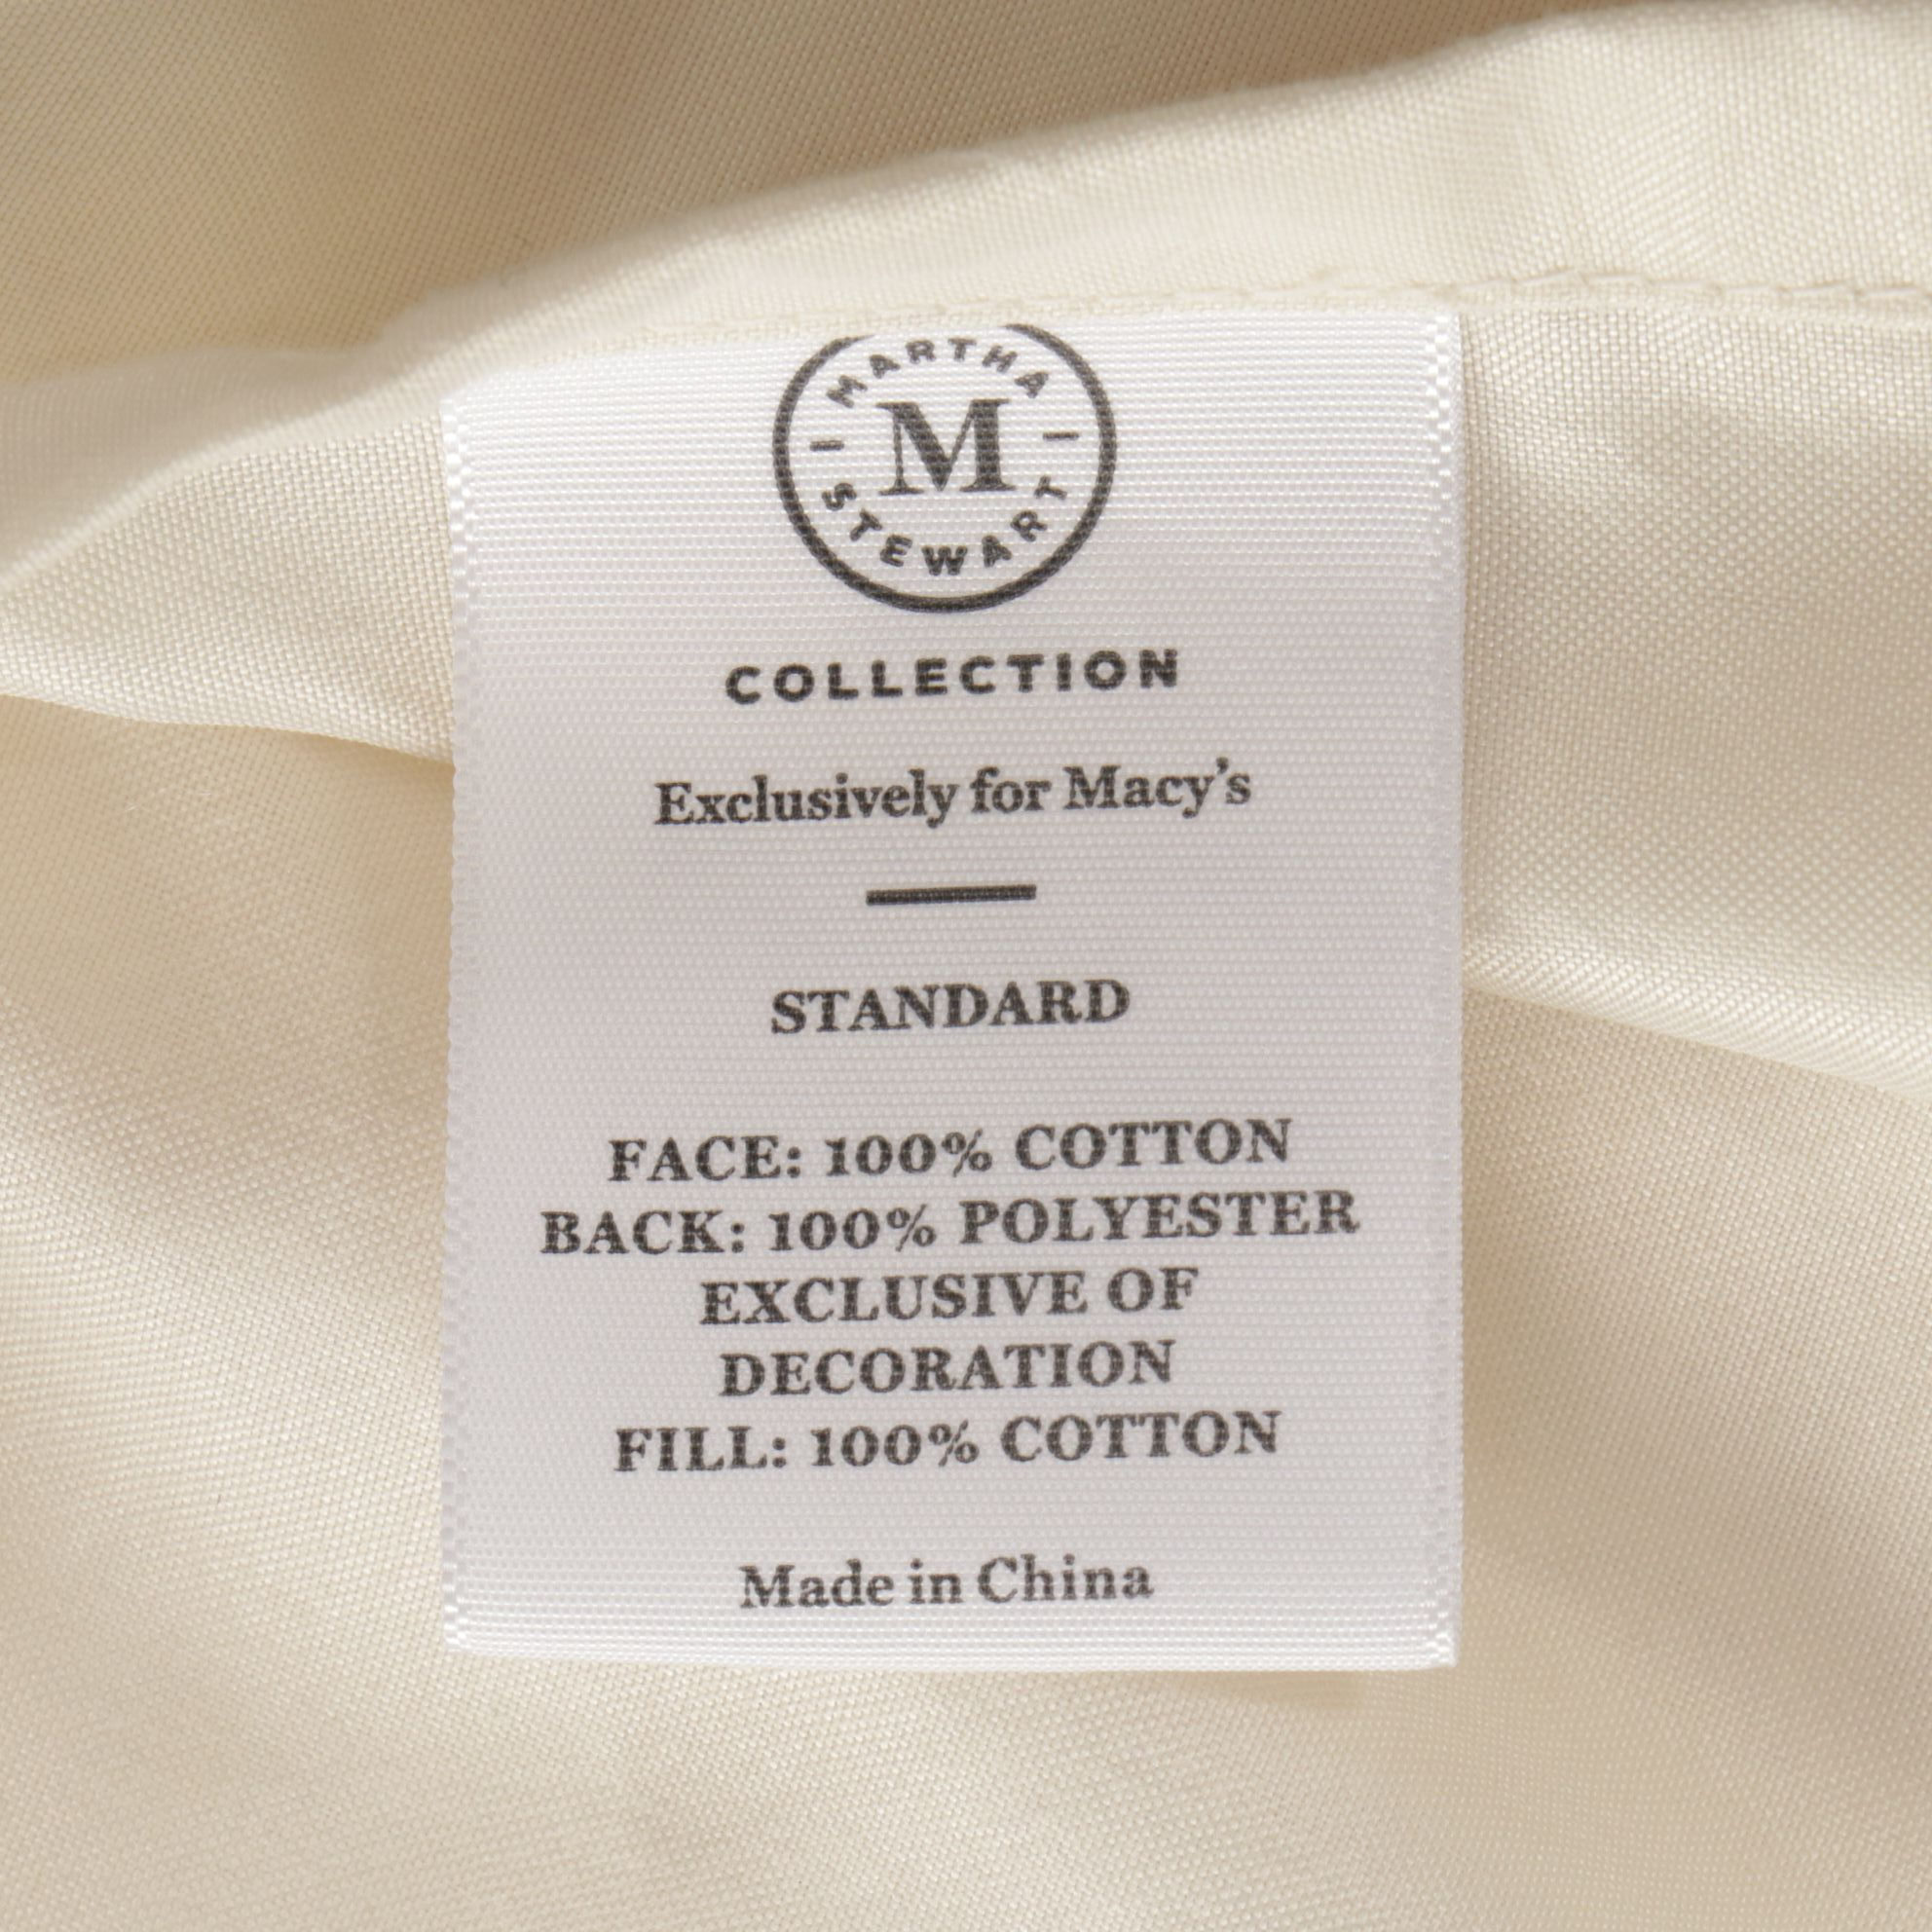 MARTHA
M
STEWART
COLLECTION
Exclusively for Macy's
STANDARD
FACE: 100% COTTON
BACK: 100% POLYESTER
EXCLUSIVE OF
DECORATION
FILL: 100% COTTON
Made in China